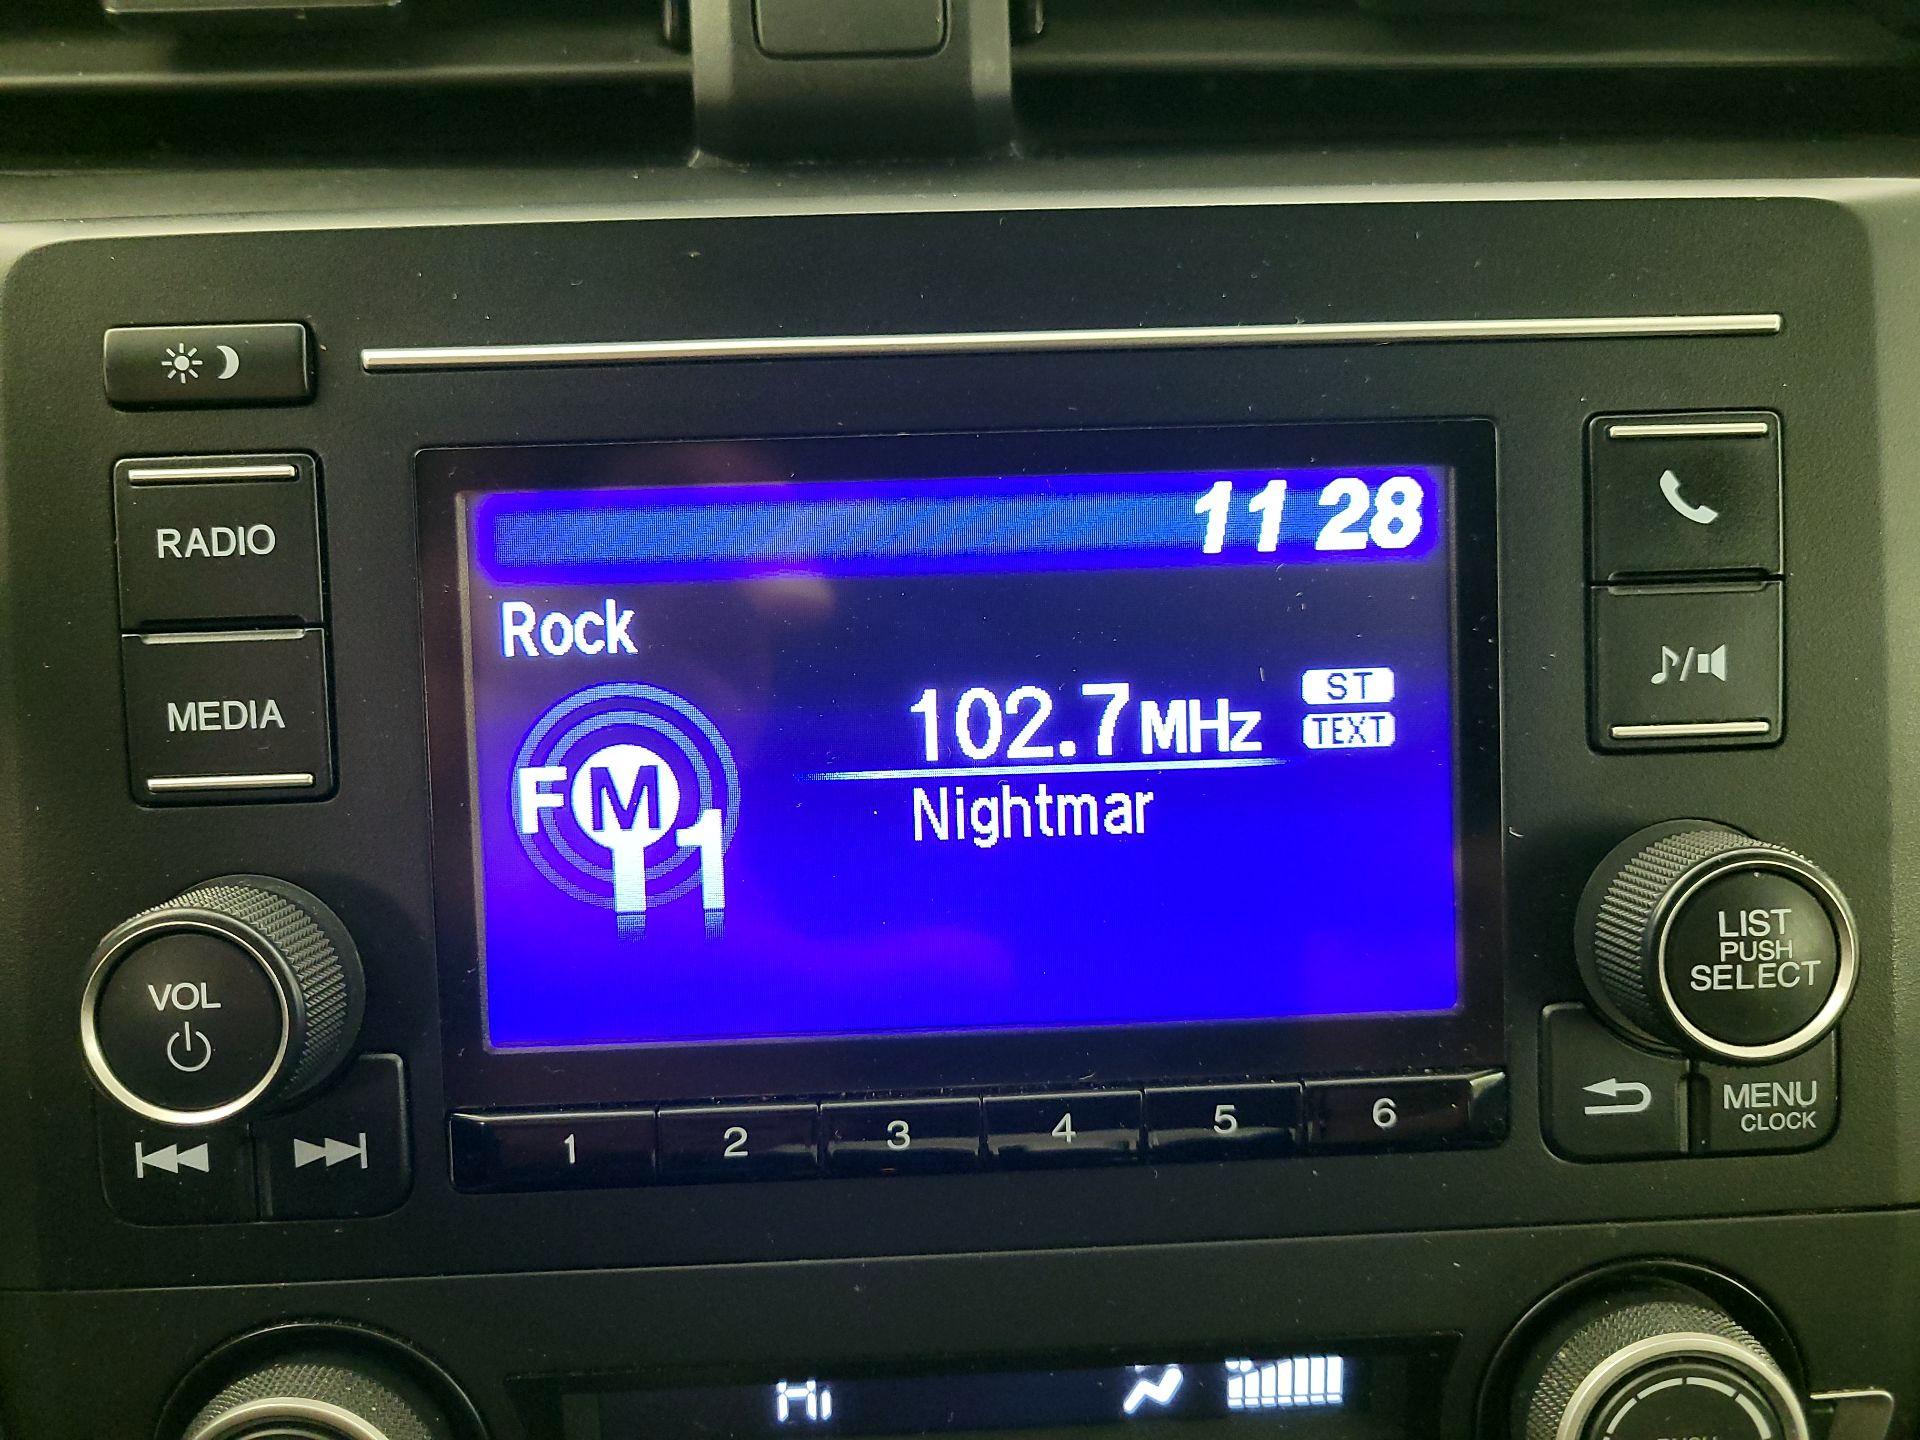 11 28
Rock
102.7MHz
ST
TEXT
FM
1
Nightmar
RADIO
MEDIA
VOL
LIST
PUSH
SELECT
MENU
CLOCK
1
2
3
4
5
6
Hi